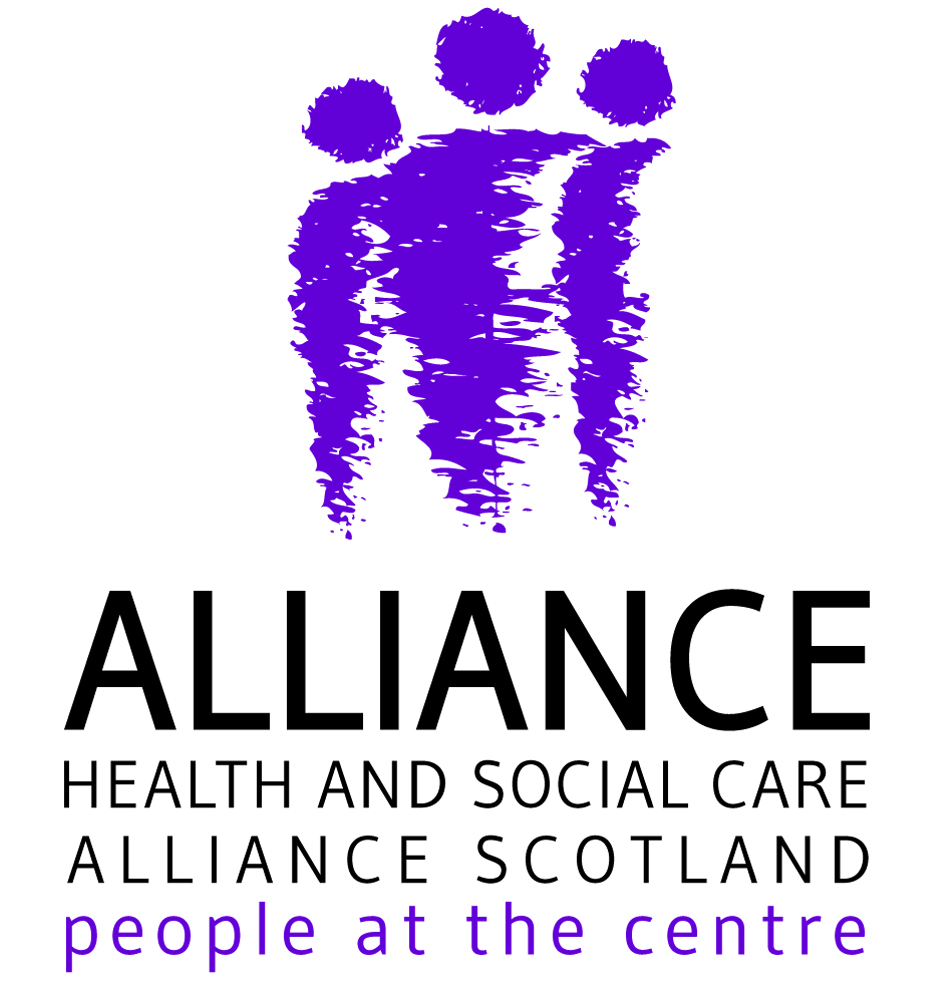 ALLIANCE
HEALTH AND SOCIAL CARE
ALLIANCE SCOTLAND
people at the centre